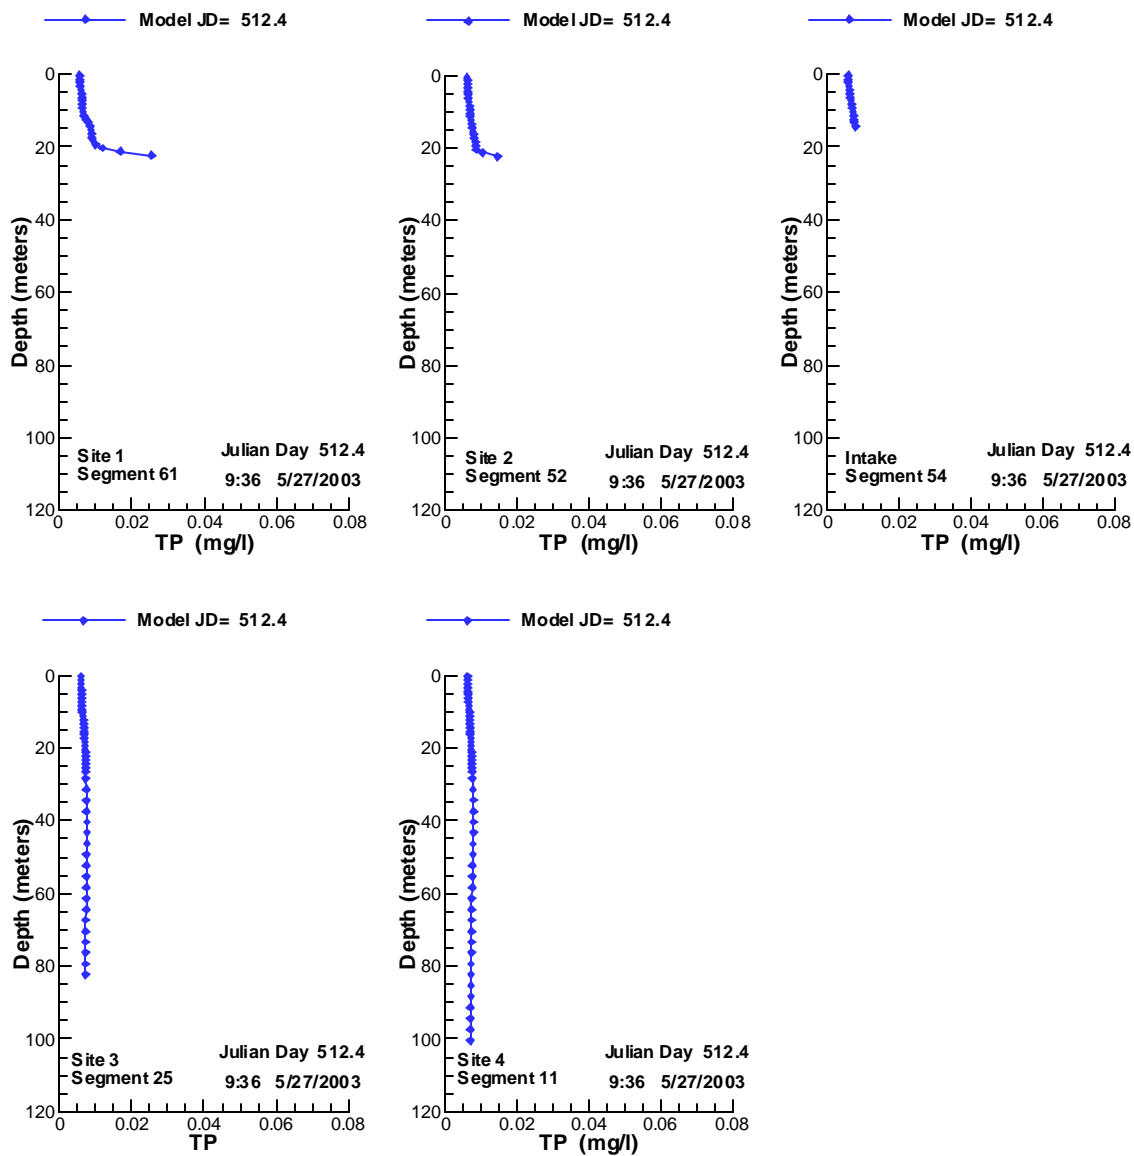 Model JD= 512.4
0
20
40
60
80
100
120
Depth (meters)
Site 1
Segment 61
Julian Day 512.4
9:36 5/27/2003
0 0.02 0.04 0.06 0.08
TP (mg/l)
Model JD= 512.4
0
20
40
60
80
100
120
Depth (meters)
Site 2
Segment 52
Julian Day 512.4
9:36 5/27/2003
0 0.02 0.04 0.06 0.08
TP (mg/l)
Model JD= 512.4
0
20
40
60
80
100
120
Depth (meters)
Intake
Segment 54
Julian Day 512.4
9:36 5/27/2003
0 0.02 0.04 0.06 0.08
TP (mg/l)
Model JD= 512.4
0
20
40
60
80
100
120
Depth (meters)
Site 3
Segment 25
Julian Day 512.4
9:36 5/27/2003
0 0.02 0.04 0.06 0.08
TP
Model JD= 512.4
0
20
40
60
80
100
120
Depth (meters)
Site 4
Segment 11
Julian Day 512.4
9:36 5/27/2003
0 0.02 0.04 0.06 0.08
TP (mg/l)